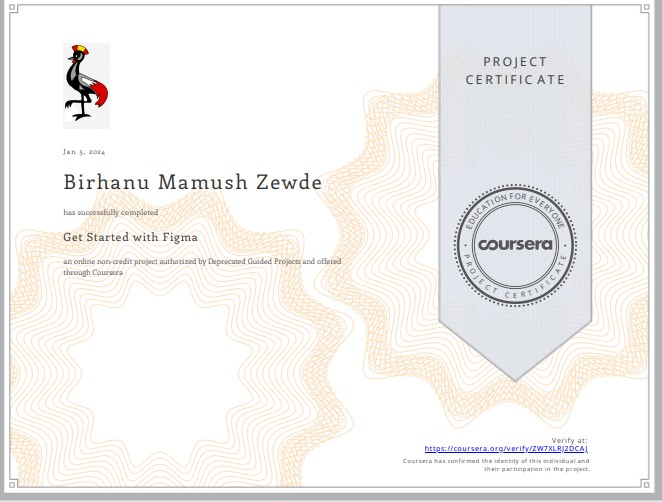 PROJECT
CERTIFICATE
Jan 5, 2024
Birhanu Mamush Zewde
has successfully completed
Get Started with Figma
an online non-credit project authorized by Deprecated Guided Projects and offered
through Coursera
EDUCATION FOR EVERYONE
coursera
PROJECT CERTIFICATE
Verify at:
https://coursera.org/verify/ZW7XLRJ2DCAJ
Coursera has confirmed the identity of this individual and
their participation in the project.